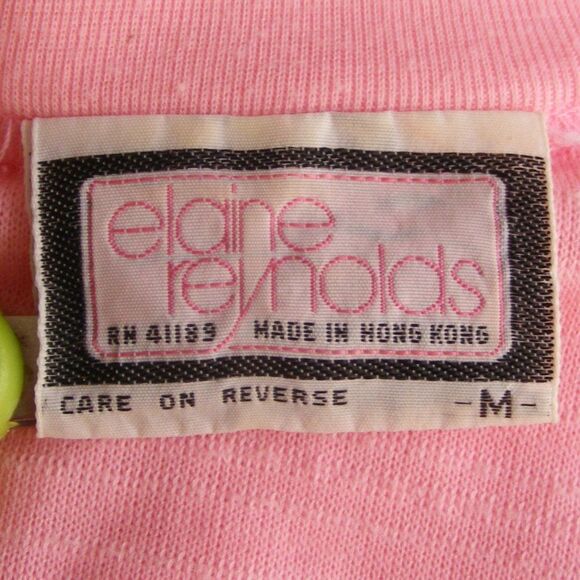 elaine
reynolds
RN 41189 MADE IN HONG KONG
CARE ON REVERSE -M-